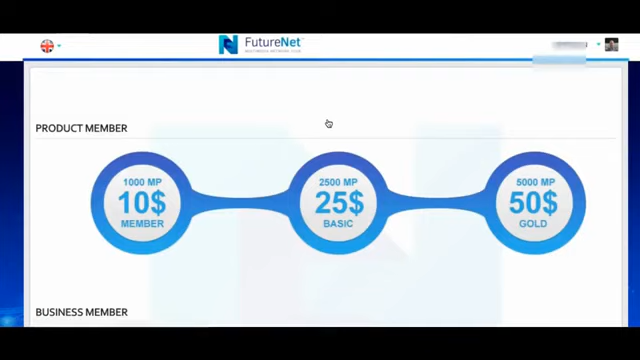 FutureNet
PRODUCT MEMBER
1000 MP
10$
MEMBER
2500 MP
25$
BASIC
5000 MP
50$
GOLD
BUSINESS MEMBER